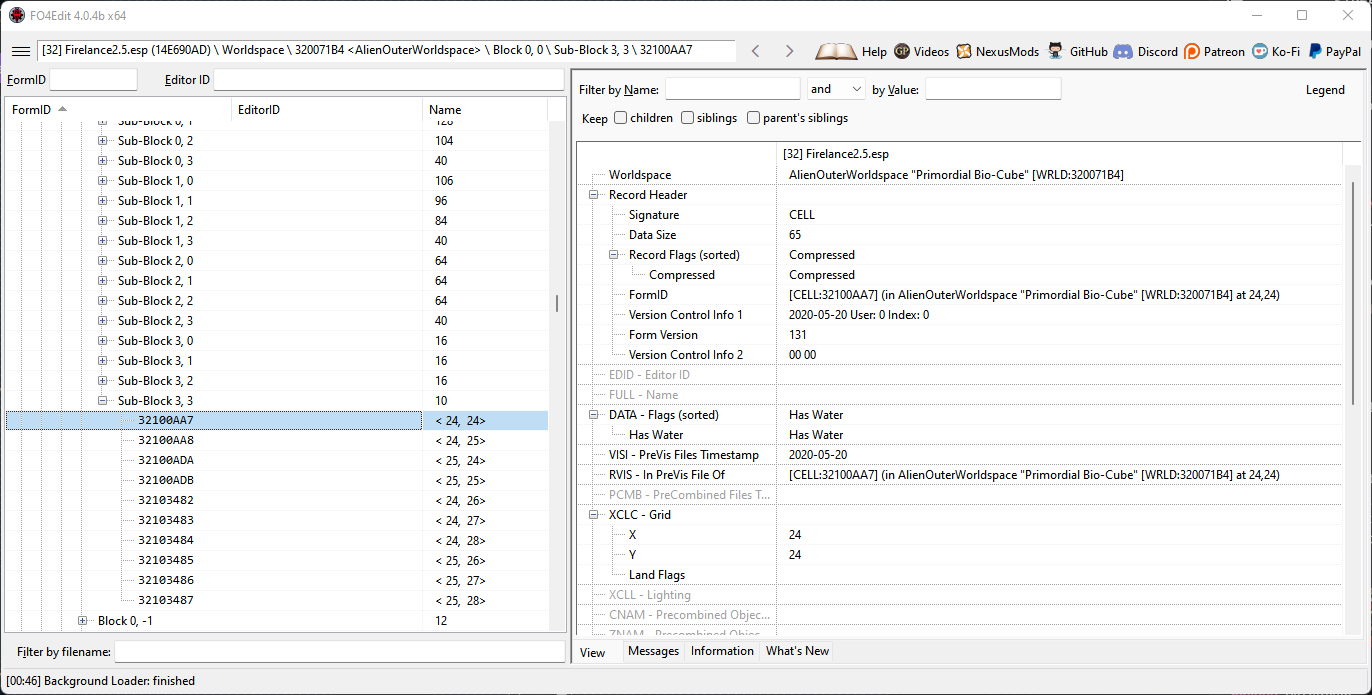 FO4Edit 4.0.4b x64
[32] Firelance2.5.esp (14E690AD) \ Worldspace \ 320071B4 <AlienOuterWorldspace> \ Block 0, 0 \ Sub-Block 3, 3 \ 32100AA7
Help GP Videos NexusMods GitHub Discord Patreon Ko-Fi PayPal
FormID Editor ID
Filter by Name: and by Value: Legend
Keep children siblings parent's siblings
FormID EditorID Name
Sub-Block 0, 1 128
Sub-Block 0, 2 104
Sub-Block 0, 3 40
Sub-Block 1, 0 106
Sub-Block 1, 1 96
Sub-Block 1, 2 84
Sub-Block 1, 3 40
Sub-Block 2, 0 64
Sub-Block 2, 1 64
Sub-Block 2, 2 64
Sub-Block 2, 3 40
Sub-Block 3, 0 16
Sub-Block 3, 1 16
Sub-Block 3, 2 16
Sub-Block 3, 3 10
32100AA7 < 24, 24>
32100AA8 < 24, 25>
32100ADA < 25, 24>
32100ADB < 25, 25>
32103482 < 24, 26>
32103483 < 24, 27>
32103484 < 24, 28>
32103485 < 25, 26>
32103486 < 25, 27>
32103487 < 25, 28>
Block 0, -1 12
Filter by filename:
[32] Firelance2.5.esp
Worldspace AlienOuterWorldspace "Primordial Bio-Cube" [WRLD:320071B4]
Record Header
Signature CELL
Data Size 65
Record Flags (sorted) Compressed
Compressed Compressed
FormID [CELL:32100AA7] (in AlienOuterWorldspace "Primordial Bio-Cube" [WRLD:320071B4] at 24,24)
Version Control Info 1 2020-05-20 User: 0 Index: 0
Form Version 131
Version Control Info 2 00 00
EDID - Editor ID
FULL - Name
DATA - Flags (sorted) Has Water
Has Water Has Water
VISI - PreVis Files Timestamp 2020-05-20
RVIS - In PreVis File Of [CELL:32100AA7] (in AlienOuterWorldspace "Primordial Bio-Cube" [WRLD:320071B4] at 24,24)
PCMB - PreCombined Files T...
XCLC - Grid
X 24
Y 24
Land Flags
XCLL - Lighting
CNAM - Precombined Objec...
ZNAM - Precombined Objec...
View Messages Information What's New
[00:46] Background Loader: finished